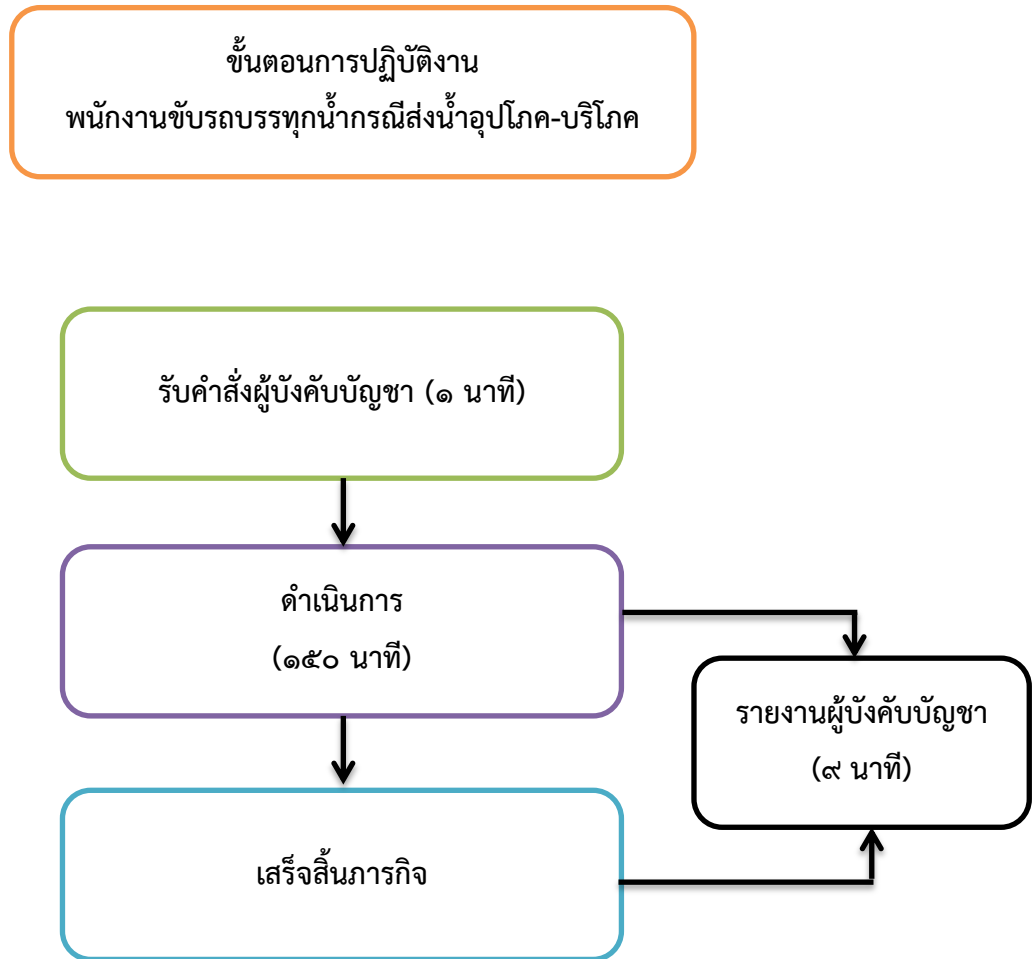 ขั้นตอนการปฏิบัติงาน
พนักงานขับรถบรรทุกน้ำกรณีส่งน้ำอุปโภค-บริโภค
รับคำสั่งผู้บังคับบัญชา (๑ นาที)
ดำเนินการ
(๑๕๐ นาที)
รายงานผู้บังคับบัญชา
(๙ นาที)
เสร็จสิ้นภารกิจ